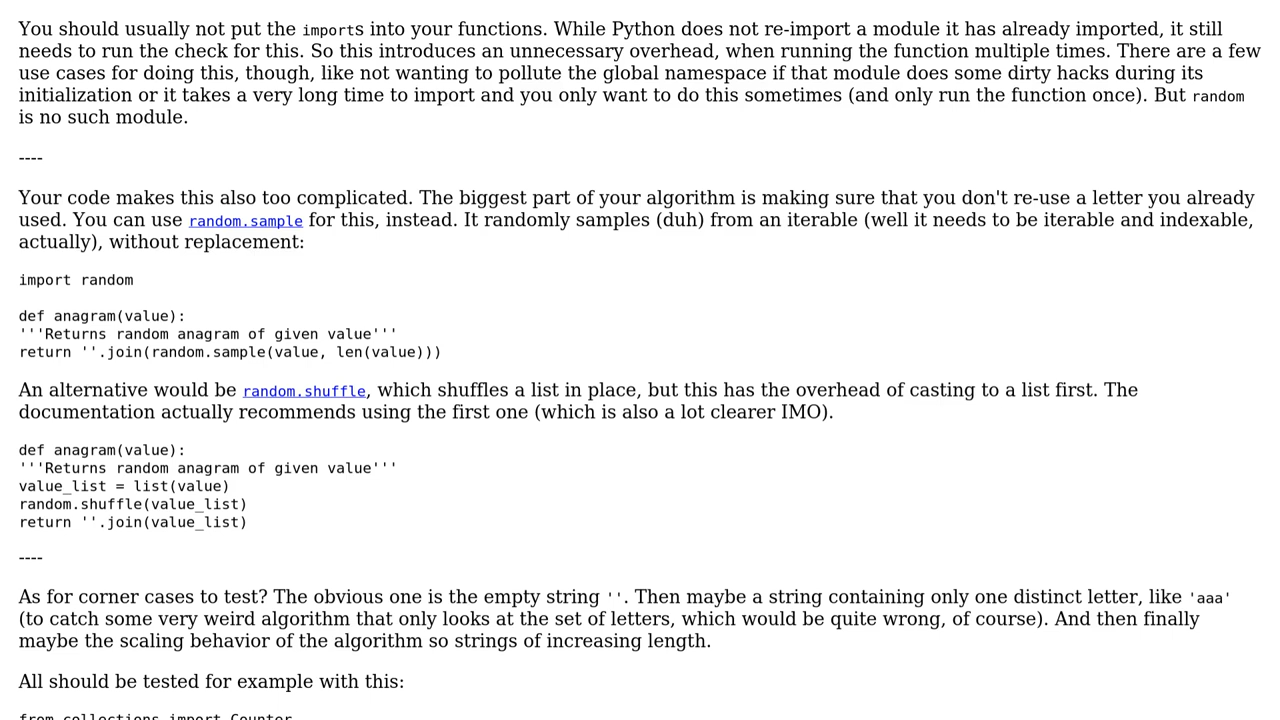 You should usually not put the imports into your functions. While Python does not re-import a module it has already imported, it still
needs to run the check for this. So this introduces an unnecessary overhead, when running the function multiple times. There are a few
use cases for doing this, though, like not wanting to pollute the global namespace if that module does some dirty hacks during its
initialization or it takes a very long time to import and you only want to do this sometimes (and only run the function once). But random
is no such module.
----
Your code makes this also too complicated. The biggest part of your algorithm is making sure that you don't re-use a letter you already
used. You can use random.sample for this, instead. It randomly samples (duh) from an iterable (well it needs to be iterable and indexable,
actually), without replacement:
import random
def anagram(value):
'''Returns random anagram of given value'''
return ''.join(random.sample(value, len(value)))
An alternative would be random.shuffle, which shuffles a list in place, but this has the overhead of casting to a list first. The
documentation actually recommends using the first one (which is also a lot clearer IMO).
def anagram(value):
'''Returns random anagram of given value'''
value_list = list(value)
random.shuffle(value_list)
return ''.join(value_list)
----
As for corner cases to test? The obvious one is the empty string ''. Then maybe a string containing only one distinct letter, like 'aaa'
(to catch some very weird algorithm that only looks at the set of letters, which would be quite wrong, of course). And then finally
maybe the scaling behavior of the algorithm so strings of increasing length.
All should be tested for example with this:
from collections import Counter